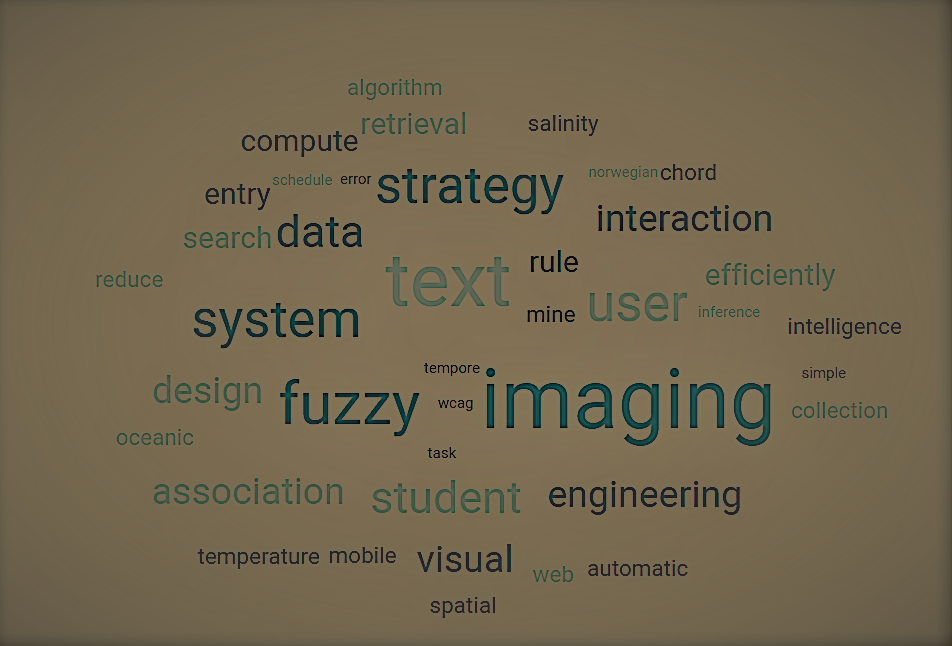 algorithm
compute retrieval salinity
entry schedule error strategy norwegian chord
search data interaction
reduce text rule efficiently
system mine user inference intelligence
tempore simple
design fuzzy wcag imaging collection
oceanic task
association student engineering
temperature mobile visual web automatic
spatial